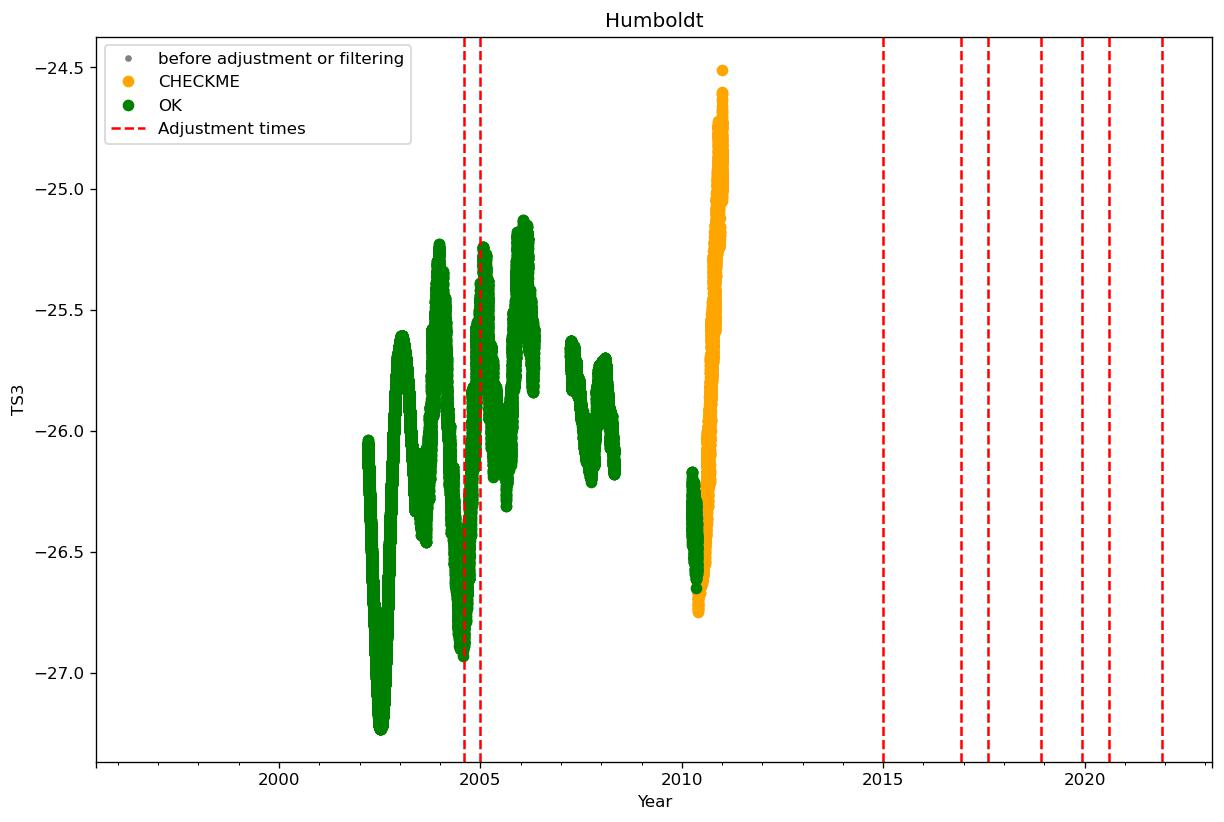 Humboldt
before adjustment or filtering
CHECKME
OK
Adjustment times
−24.5
−25.0
−25.5
−26.0
−26.5
−27.0
TS3
2000 2005 2010 2015 2020
Year